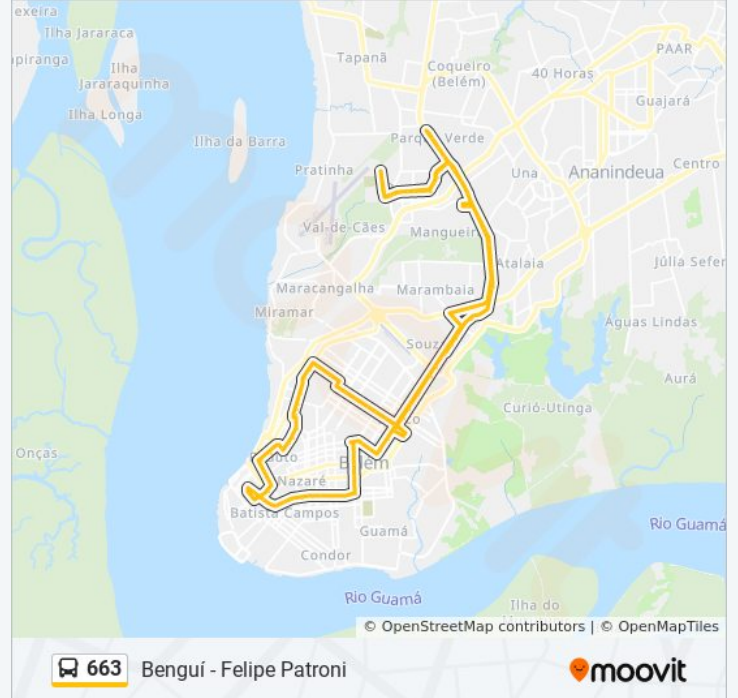 exeira
Ilha Jararaca
piranga
Ilha
Jararaquinha
Ilha Longa
Ilha da Barra
Tapanã
Coqueiro
(Belém)
PAAR
40 Horas
Guajará
Parque Verde
Pratinha
Una
Ananindeua
Centro
Val-de-Cães
Mangueir
Atalaia
Júlia Sefer
Maracangalha
Marambaia
Miramar
Souz
Águas Lindas
Aurá
Curió-Utinga
Onças
Belém
Nazaré
Batista Campos
Guamá
Condor
Rio Guamá
Rio Guamá
Ilha do
© OpenStreetMap contributors | © OpenMapTiles
663 Benguí - Felipe Patroni
moovit